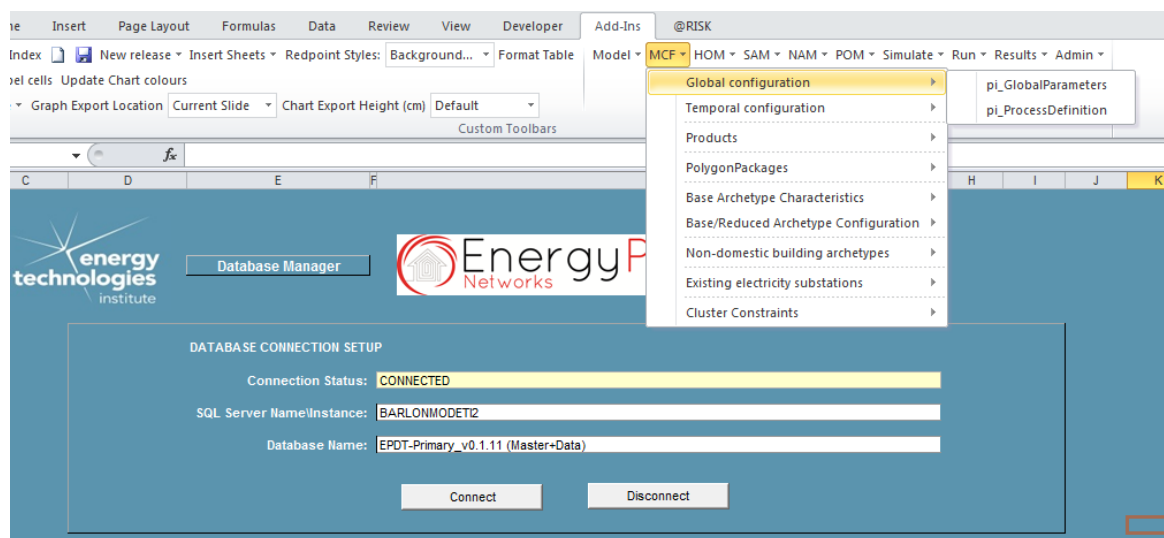 ne Insert Page Layout Formulas Data Review View Developer Add-Ins @RISK
Index New release Insert Sheets Redpoint Styles: Background... Format Table Model MCF HOM SAM NAM POM Simulate Run Results Admin
bel cells Update Chart colours
Graph Export Location Current Slide Chart Export Height (cm) Default
Custom Toolbars
Global configuration
Temporal configuration
Products
PolygonPackages
Base Archetype Characteristics
Base/Reduced Archetype Configuration
Non-domestic building archetypes
Existing electricity substations
Cluster Constraints
pi_GlobalParameters
pi_ProcessDefinition
fx
C D E F H I J K
energy
technologies
institute
Database Manager
EnergyP
Networks
DATABASE CONNECTION SETUP
Connection Status: CONNECTED
SQL Server Name\Instance: BARLONMODETI2
Database Name: EPDT-Primary_v0.1.11 (Master+Data)
Connect Disconnect